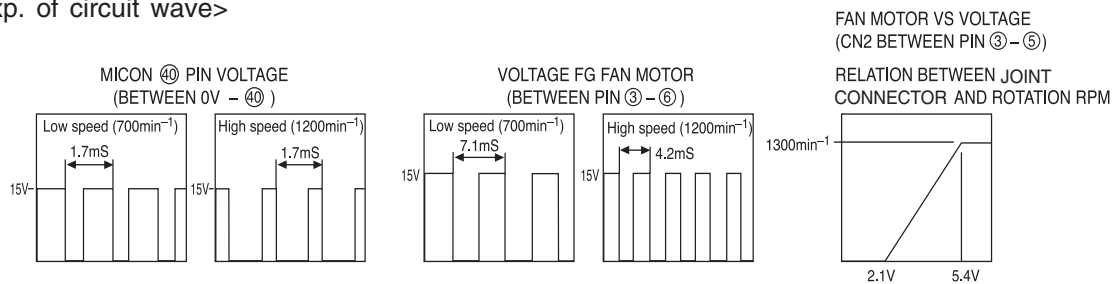 xp. of circuit wave>
MICON ㊵ PIN VOLTAGE
(BETWEEN 0V – ㊵ )
Low speed (700min⁻¹)
1.7mS
15V
High speed (1200min⁻¹)
1.7mS
15V
VOLTAGE FG FAN MOTOR
(BETWEEN PIN ③ – ⑥ )
Low speed (700min⁻¹)
7.1mS
15V
High speed (1200min⁻¹)
4.2mS
15V
FAN MOTOR VS VOLTAGE
(CN2 BETWEEN PIN ③ – ⑤ )
RELATION BETWEEN JOINT
CONNECTOR AND ROTATION RPM
1300min⁻¹
2.1V 5.4V